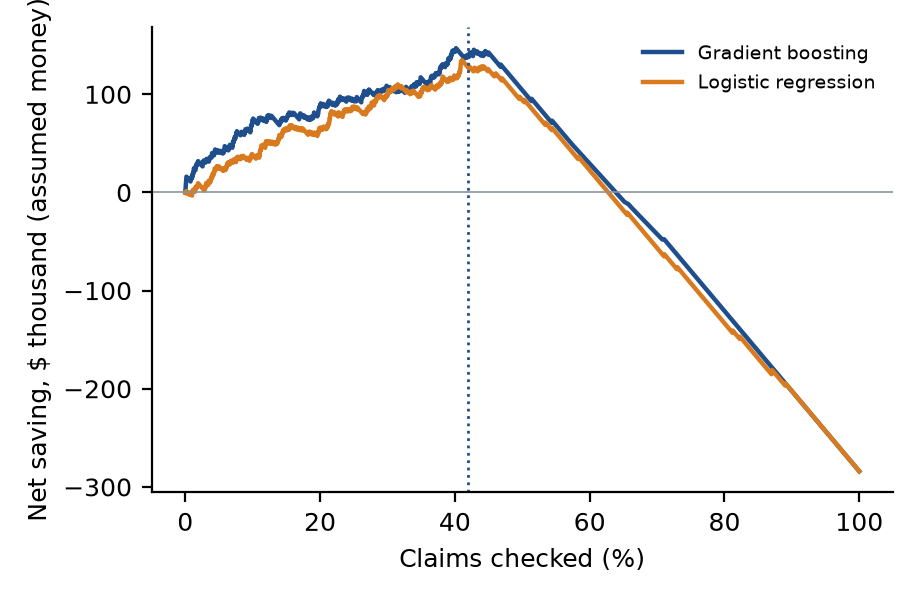 Net saving, $ thousand (assumed money)
Gradient boosting
Logistic regression
100
0
−100
−200
−300
0 20 40 60 80 100
Claims checked (%)